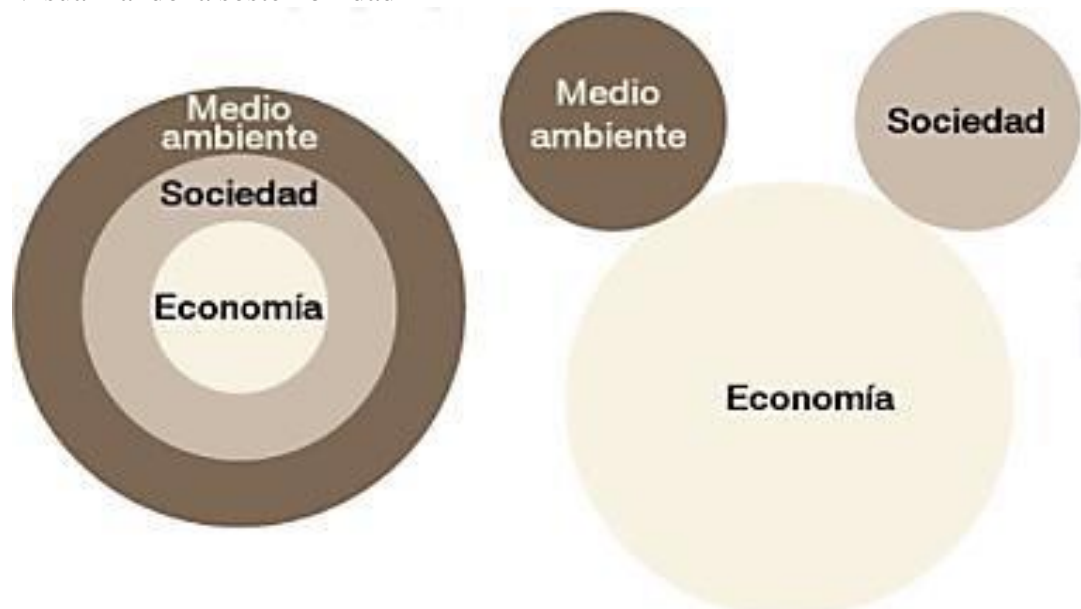 Medio
ambiente
Sociedad
Economía
Medio
ambiente
Sociedad
Economía